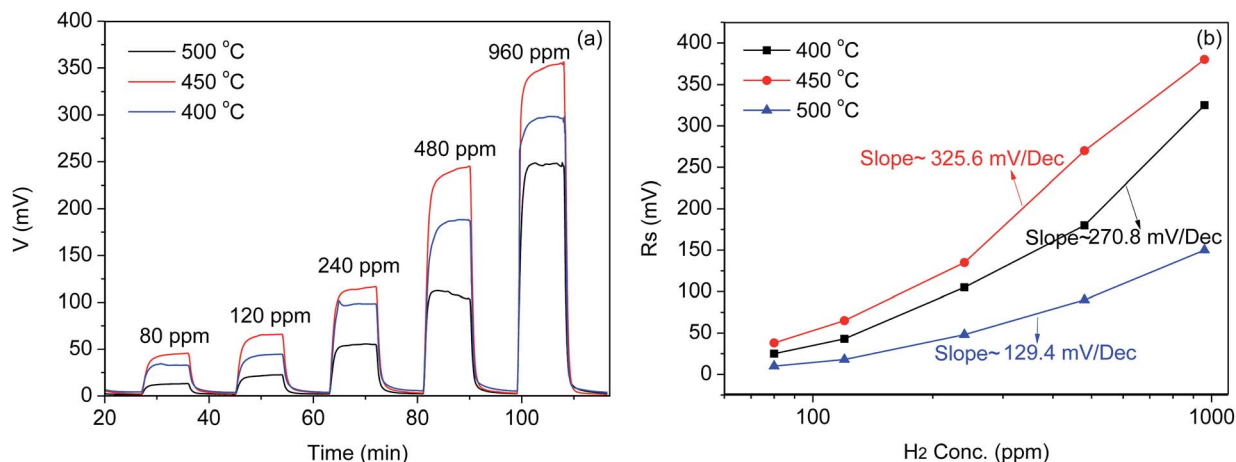 (a)
500 °C
450 °C
400 °C
80 ppm
120 ppm
240 ppm
480 ppm
960 ppm
V (mV)
400
350
300
250
200
150
100
50
0
20 40 60 80 100
Time (min)
(b)
400 °C
450 °C
500 °C
Slope~ 325.6 mV/Dec
Slope~270.8 mV/Dec
Slope~ 129.4 mV/Dec
Rs (mV)
400
350
300
250
200
150
100
50
0
100 1000
H2 Conc. (ppm)